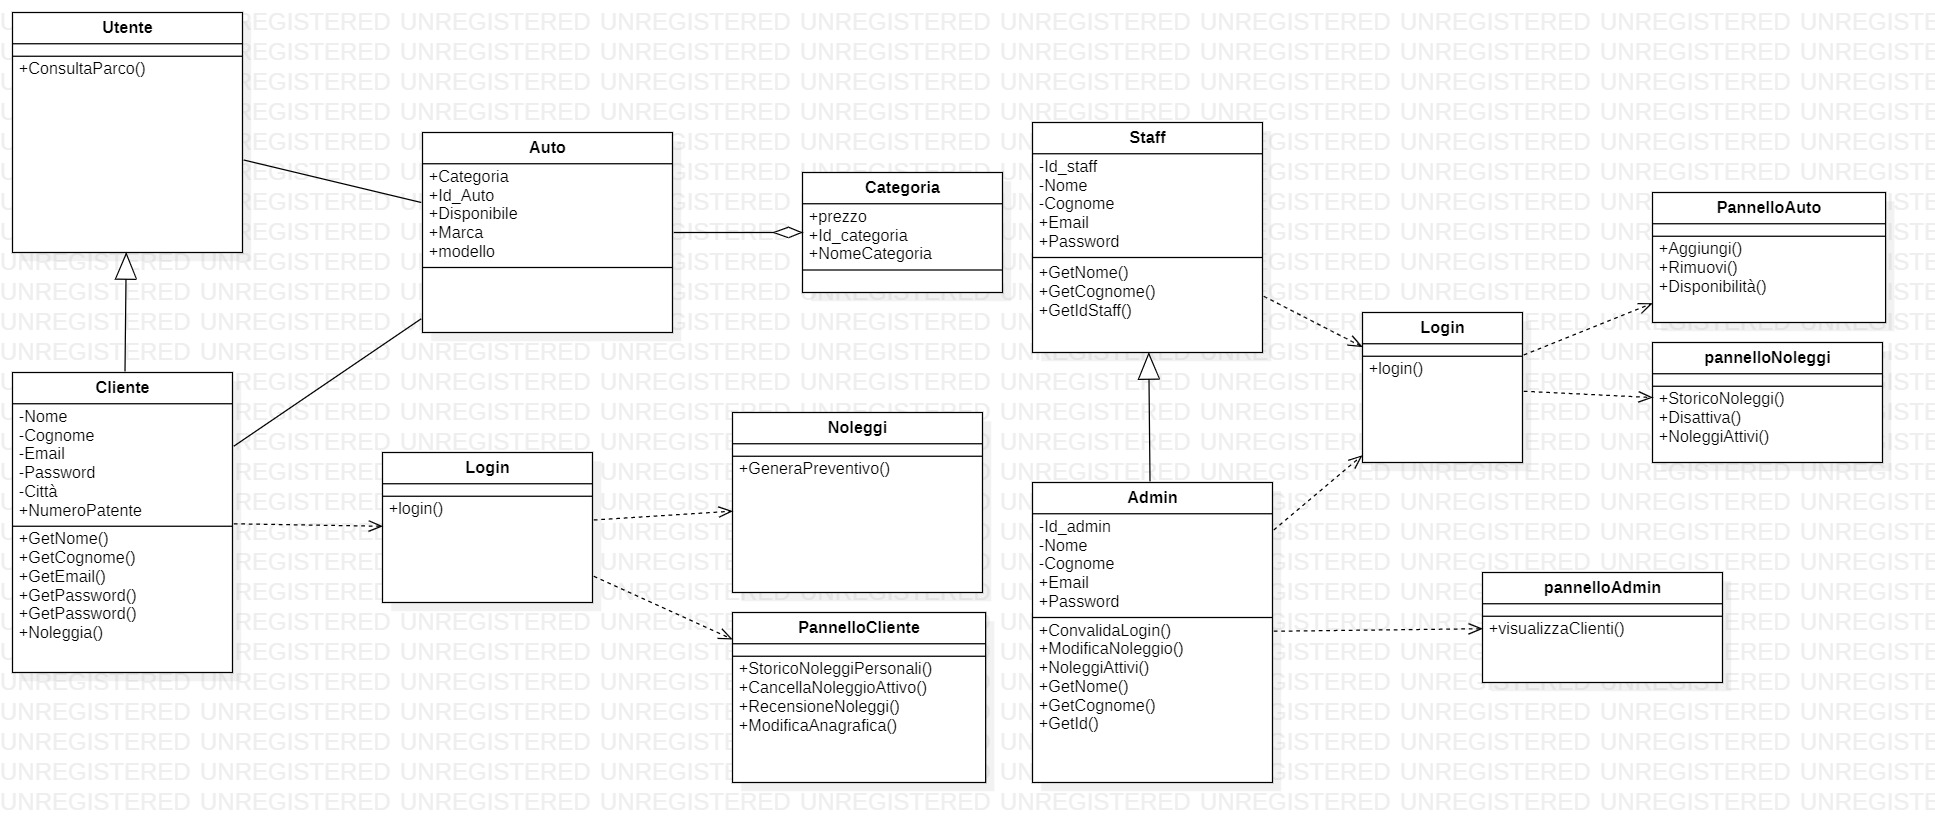 Utente
+ConsultaParco()
Auto
+Categoria
+Id_Auto
+Disponibile
+Marca
+modello
Categoria
+prezzo
+Id_categoria
+NomeCategoria
Cliente
-Nome
-Cognome
-Email
-Password
-Città
+NumeroPatente
+GetNome()
+GetCognome()
+GetEmail()
+GetPassword()
+GetPassword()
+Noleggia()
Login
+login()
Noleggi
+GeneraPreventivo()
PannelloCliente
+StoricoNoleggiPersonali()
+CancellaNoleggioAttivo()
+RecensioneNoleggi()
+ModificaAnagrafica()
Staff
-Id_staff
-Nome
-Cognome
+Email
+Password
+GetNome()
+GetCognome()
+GetIdStaff()
Admin
-Id_admin
-Nome
-Cognome
+Email
+Password
+ConvalidaLogin()
+ModificaNoleggio()
+NoleggiAttivi()
+GetNome()
+GetCognome()
+GetId()
Login
+login()
PannelloAuto
+Aggiungi()
+Rimuovi()
+Disponibilità()
pannelloNoleggi
+StoricoNoleggi()
+Disattiva()
+NoleggiAttivi()
pannelloAdmin
+visualizzaClienti()
UNREGISTERED